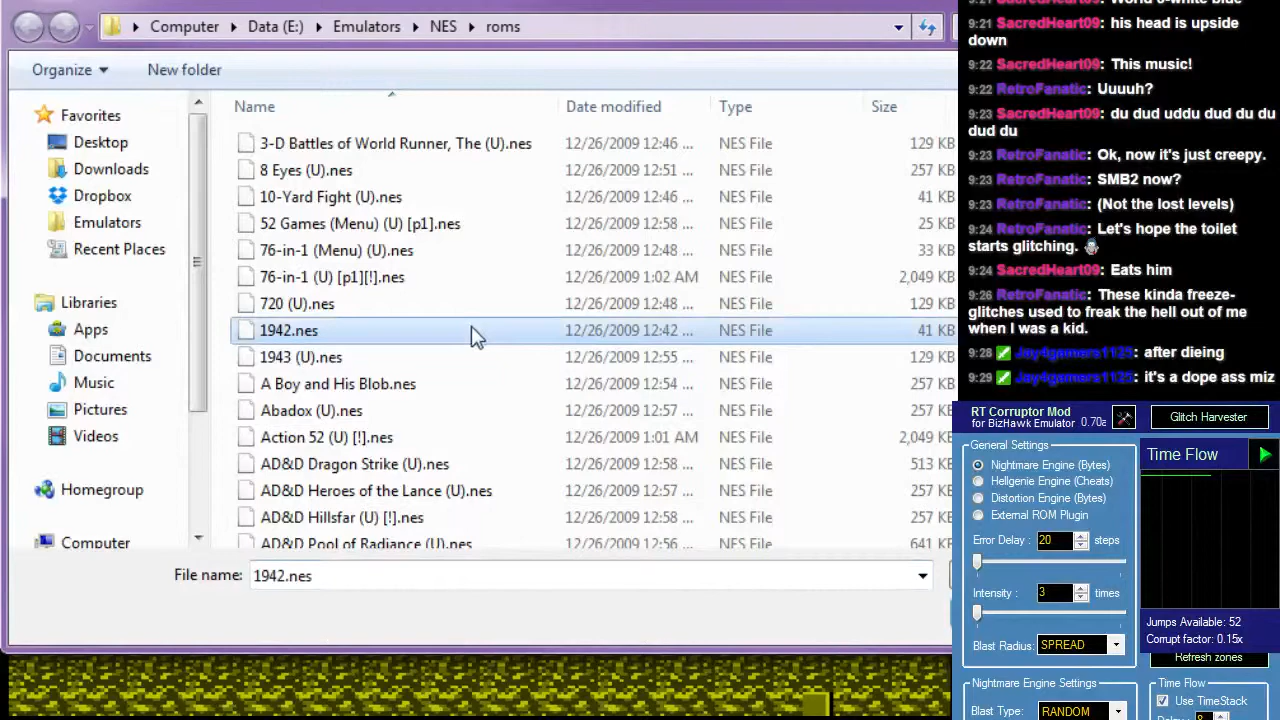 Computer Data (E:) Emulators NES roms
Organize New folder
Favorites
Desktop
Downloads
Dropbox
Emulators
Recent Places
Libraries
Apps
Documents
Music
Pictures
Videos
Homegroup
Computer
Name Date modified Type Size
3-D Battles of World Runner, The (U).nes 12/26/2009 12:46 ... NES File 129 KB
8 Eyes (U).nes 12/26/2009 12:51 ... NES File 257 KB
10-Yard Fight (U).nes 12/26/2009 12:46 ... NES File 41 KB
52 Games (Menu) (U) [p1].nes 12/26/2009 12:58 ... NES File 25 KB
76-in-1 (Menu) (U).nes 12/26/2009 12:48 ... NES File 33 KB
76-in-1 (U) [p1][!].nes 12/26/2009 1:02 AM NES File 2,049 KB
720 (U).nes 12/26/2009 12:48 ... NES File 129 KB
1942.nes 12/26/2009 12:42 ... NES File 41 KB
1943 (U).nes 12/26/2009 12:55 ... NES File 129 KB
A Boy and His Blob.nes 12/26/2009 12:54 ... NES File 257 KB
Abadox (U).nes 12/26/2009 12:57 ... NES File 257 KB
Action 52 (U) [!].nes 12/26/2009 1:01 AM NES File 2,049 KB
AD&D Dragon Strike (U).nes 12/26/2009 12:58 ... NES File 513 KB
AD&D Heroes of the Lance (U).nes 12/26/2009 12:57 ... NES File 257 KB
AD&D Hillsfar (U) [!].nes 12/26/2009 12:58 ... NES File 257 KB
AD&D Pool of Radiance (U).nes 12/26/2009 12:56 ... NES File 641 KB
File name: 1942.nes
9:21 SacredHeart09: World 3-white blue
9:21 SacredHeart09: his head is upside
down
9:22 SacredHeart09: This music!
9:22 RetroFanatic: Uuuuh?
9:23 SacredHeart09: du dud uddu dud du du
dud du
9:23 RetroFanatic: Ok, now it's just creepy.
9:23 RetroFanatic: SMB2 now?
9:23 RetroFanatic: (Not the lost levels)
9:24 RetroFanatic: Let's hope the toilet
starts glitching.
9:24 SacredHeart09: Eats him
9:26 RetroFanatic: These kinda freeze-
glitches used to freak the hell out of me
when I was a kid.
9:28 Jay4gamers1125: after dieing
9:29 Jay4gamers1125: it's a dope ass miz
RT Corruptor Mod
for BizHawk Emulator 0.70a
Glitch Harvester
General Settings
Nightmare Engine (Bytes)
Hellgenie Engine (Cheats)
Distortion Engine (Bytes)
External ROM Plugin
Error Delay : 20 steps
Intensity : 3 times
Blast Radius: SPREAD
Nightmare Engine Settings
Blast Type: RANDOM
Time Flow
Jumps Available: 52
Corrupt factor: 0.15x
Refresh zones
Time Flow
Use TimeStack